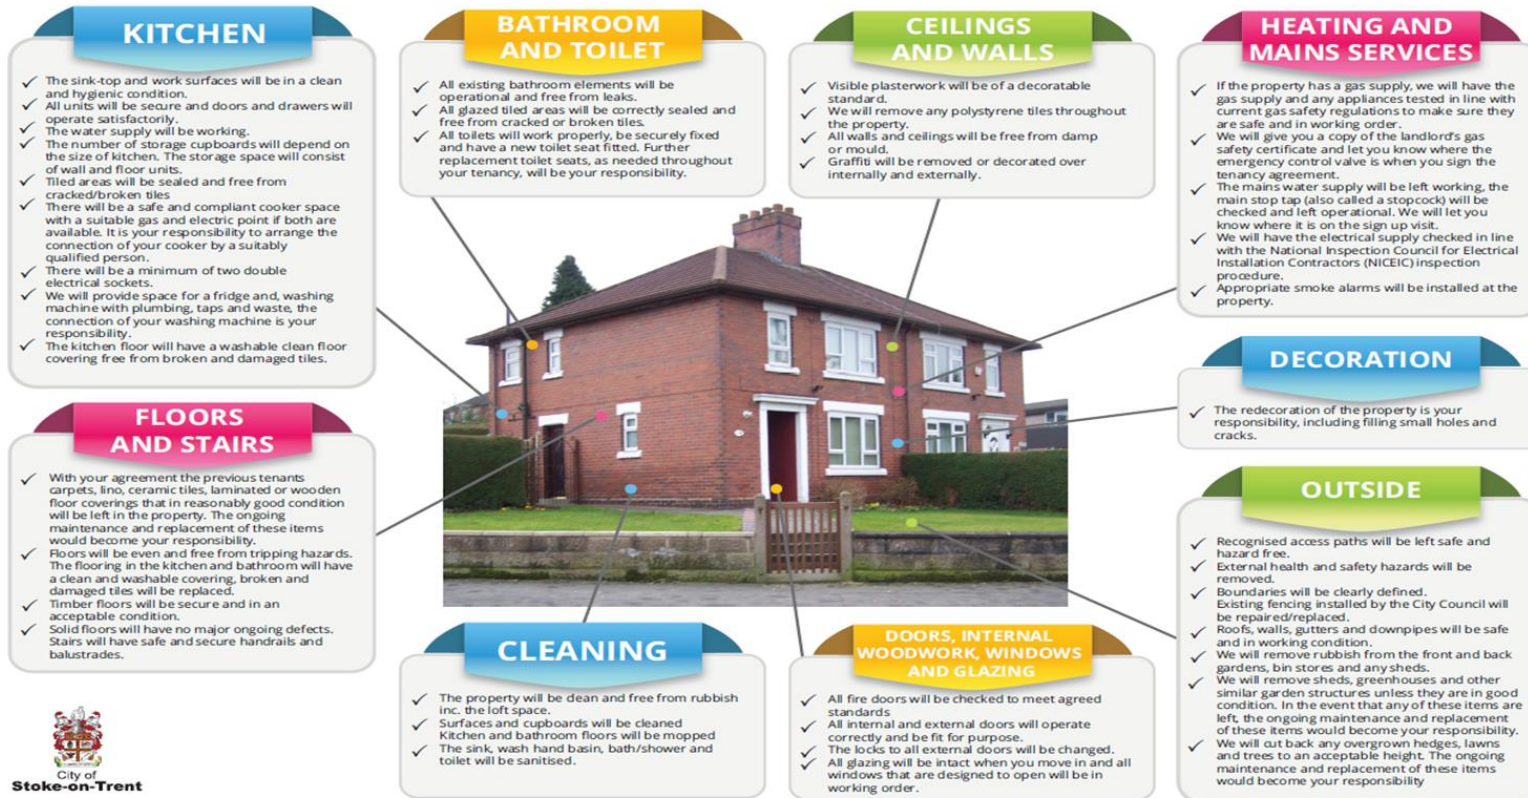 KITCHEN
✓ The sink-top and work surfaces will be in a clean
and hygienic condition.
✓ All units will be secure and doors and drawers will
operate satisfactorily.
✓ The water supply will be working.
✓ The number of storage cupboards will depend on
the size of kitchen. The storage space will consist
of wall and floor units.
✓ Tiled areas will be sealed and free from
cracked/broken tiles
✓ There will be a safe and compliant cooker space
with a suitable gas and electric point if both are
available. It is your responsibility to arrange the
connection of your cooker by a suitably
qualified person.
✓ There will be a minimum of two double
electrical sockets.
✓ We will provide space for a fridge and, washing
machine with plumbing, taps and waste, the
connection of your washing machine is your
responsibility.
✓ The kitchen floor will have a washable clean floor
covering free from broken and damaged tiles.
BATHROOM
AND TOILET
✓ All existing bathroom elements will be
operational and free from leaks.
✓ All glazed tiled areas will be correctly sealed and
free from cracked or broken tiles.
✓ All toilets will work properly, be securely fixed
and have a new toilet seat fitted. Further
replacement toilet seats, as needed throughout
your tenancy, will be your responsibility.
CEILINGS
AND WALLS
✓ Visible plasterwork will be of a decoratable
standard.
✓ We will remove any polystyrene tiles throughout
the property.
✓ All walls and ceilings will be free from damp
or mould.
✓ Graffiti will be removed or decorated over
internally and externally.
HEATING AND
MAINS SERVICES
✓ If the property has a gas supply, we will have the
gas supply and any appliances tested in line with
current gas safety regulations to make sure they
are safe and in working order.
✓ We will give you a copy of the landlord's gas
safety certificate and let you know where the
emergency control valve is when you sign the
tenancy agreement.
✓ The mains water supply will be left working, the
main stop tap (also called a stopcock) will be
checked and left operational. We will let you
know where it is on the sign up visit.
✓ We will have the electrical supply checked in line
with the National Inspection Council for Electrical
Installation Contractors (NICEIC) inspection
procedure.
✓ Appropriate smoke alarms will be installed at the
property.
DECORATION
✓ The redecoration of the property is your
responsibility, including filling small holes and
cracks.
FLOORS
AND STAIRS
✓ With your agreement the previous tenants
carpets, lino, ceramic tiles, laminated or wooden
floor coverings that in reasonably good condition
will be left in the property. The ongoing
maintenance and replacement of these items
would become your responsibility.
✓ Floors will be even and free from tripping hazards.
The flooring in the kitchen and bathroom will have
a clean and washable covering, broken and
damaged tiles will be replaced.
✓ Timber floors will be secure and in an
acceptable condition.
✓ Solid floors will have no major ongoing defects.
Stairs will have safe and secure handrails and
balustrades.
CLEANING
✓ The property will be clean and free from rubbish
inc. the loft space.
✓ Surfaces and cupboards will be cleaned
Kitchen and bathroom floors will be mopped
✓ The sink, wash hand basin, bath/shower and
toilet will be sanitised.
DOORS, INTERNAL
WOODWORK, WINDOWS
AND GLAZING
✓ All fire doors will be checked to meet agreed
standards
✓ All internal and external doors will operate
correctly and be fit for purpose.
✓ The locks to all external doors will be changed.
✓ All glazing will be intact when you move in and all
windows that are designed to open will be in
working order.
OUTSIDE
✓ Recognised access paths will be left safe and
hazard free.
✓ External health and safety hazards will be
removed.
✓ Boundaries will be clearly defined.
Existing fencing installed by the City Council will
be repaired/replaced.
✓ Roofs, walls, gutters and downpipes will be safe
and in working condition.
✓ We will remove rubbish from the front and back
gardens, bin stores and any sheds.
✓ We will remove sheds, greenhouses and other
similar garden structures unless they are in good
condition. In the event that any of these items are
left, the ongoing maintenance and replacement
of these items would become your responsibility.
✓ We will cut back any overgrown hedges, lawns
and trees to an acceptable height. The ongoing
maintenance and replacement of these items
would become your responsibility
City of
Stoke-on-Trent